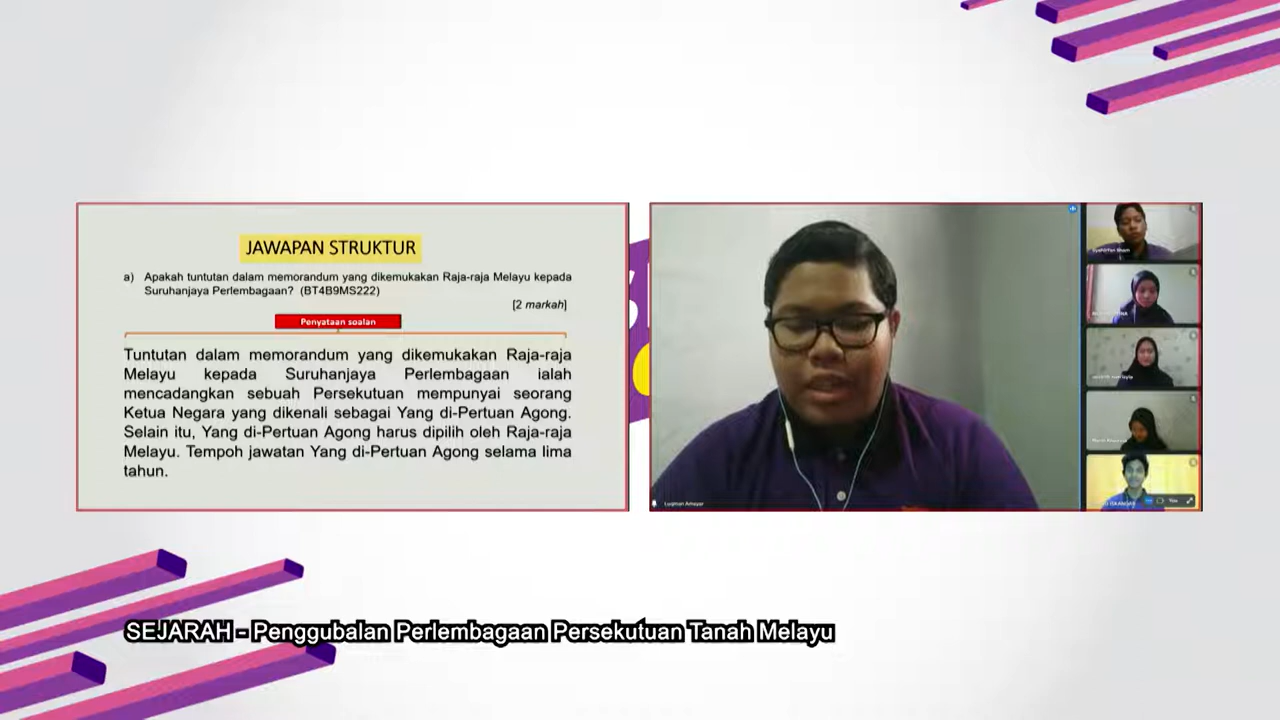 JAWAPAN STRUKTUR
a) Apakah tuntutan dalam memorandum yang dikemukakan Raja-raja Melayu kepada
Suruhanjaya Perlembagaan? (BT4B9MS222)
[2 markah]
Penyataan soalan
Tuntutan dalam memorandum yang dikemukakan Raja-raja
Melayu kepada Suruhanjaya Perlembagaan ialah
mencadangkan sebuah Persekutuan mempunyai seorang
Ketua Negara yang dikenali sebagai Yang di-Pertuan Agong.
Selain itu, Yang di-Pertuan Agong harus dipilih oleh Raja-raja
Melayu. Tempoh jawatan Yang di-Pertuan Agong selama lima
tahun.
Luqman
You
SEJARAH - Penggubalan Perlembagaan Persekutuan Tanah Melayu